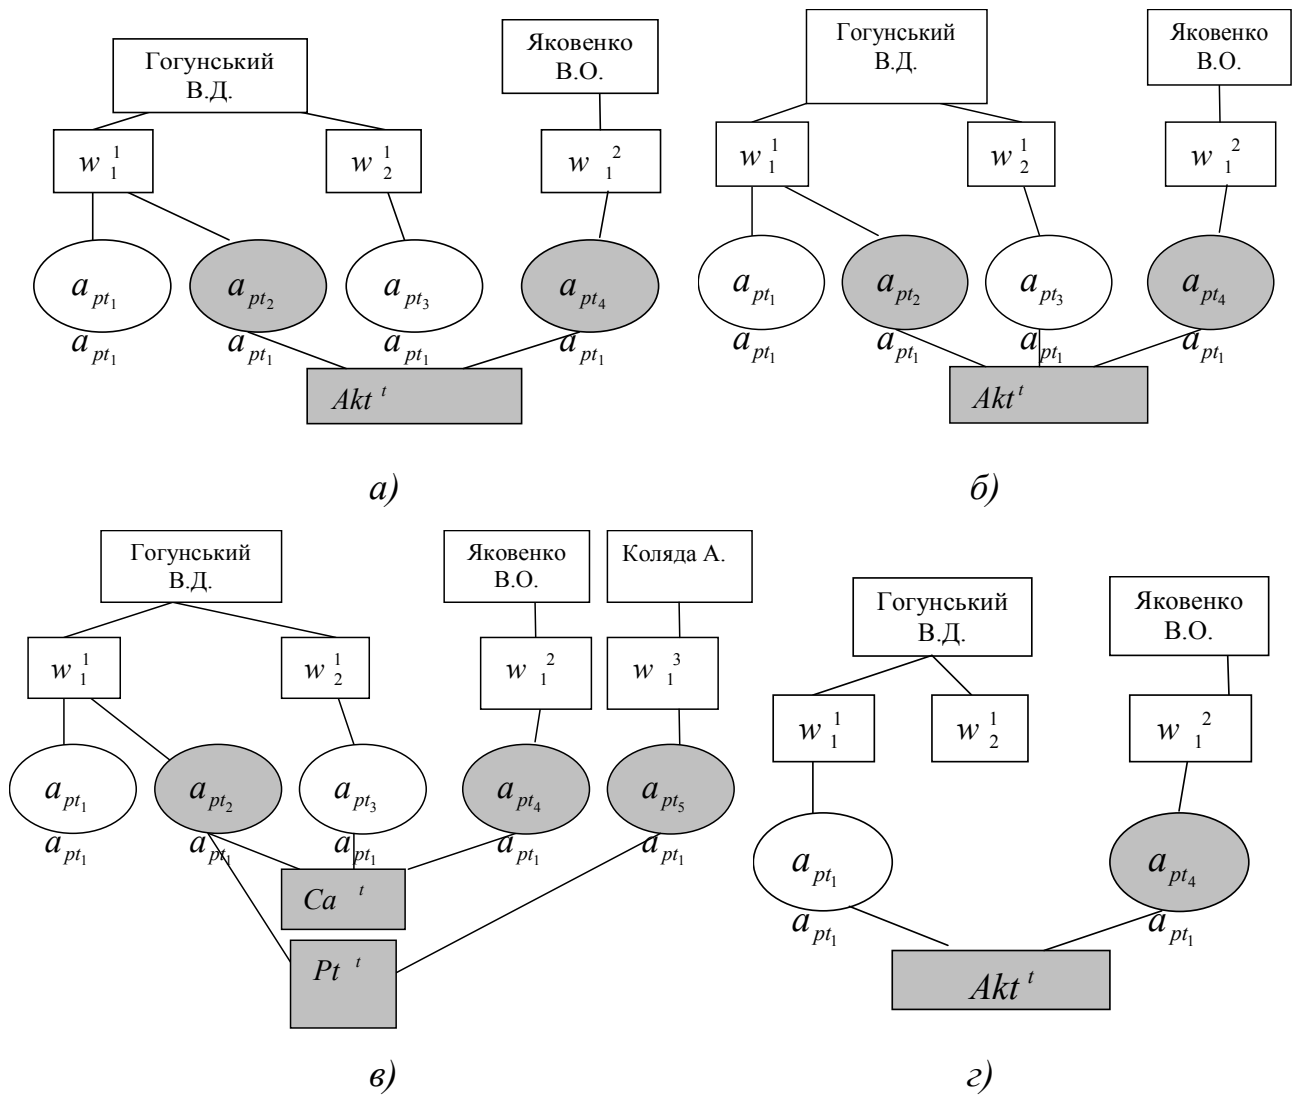 Гогунський
В.Д.
Яковенко
В.О.
w 1 1
w 1 2
w 2 1
a pt1
a pt2
a pt3
a pt4
a pt1
a pt1
a pt1
a pt1
Akt t
а)
Гогунський
В.Д.
Яковенко
В.О.
w 1 1
w 1 2
w 2 1
a pt1
a pt2
a pt3
a pt4
a pt1
a pt1
a pt1
a pt1
Akt t
б)
Гогунський
В.Д.
Яковенко
В.О.
Коляда А.
w 1 1
w 1 2
w 2 1
w 3 1
a pt1
a pt2
a pt3
a pt4
a pt5
a pt1
a pt1
a pt1
a pt1
a pt1
Ca t
Pt t
в)
Гогунський
В.Д.
Яковенко
В.О.
w 1 1
w 1 2
w 2 1
a pt1
a pt4
a pt1
a pt1
Akt t
г)